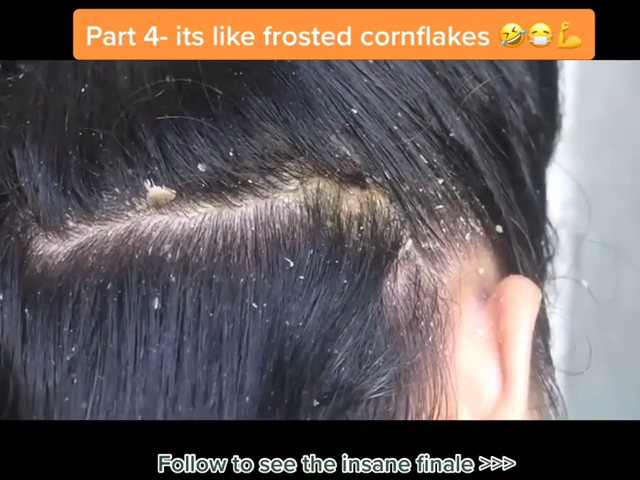 Part 4- its like frosted cornflakes 🤣😷💪
Follow to see the insane finale >>>